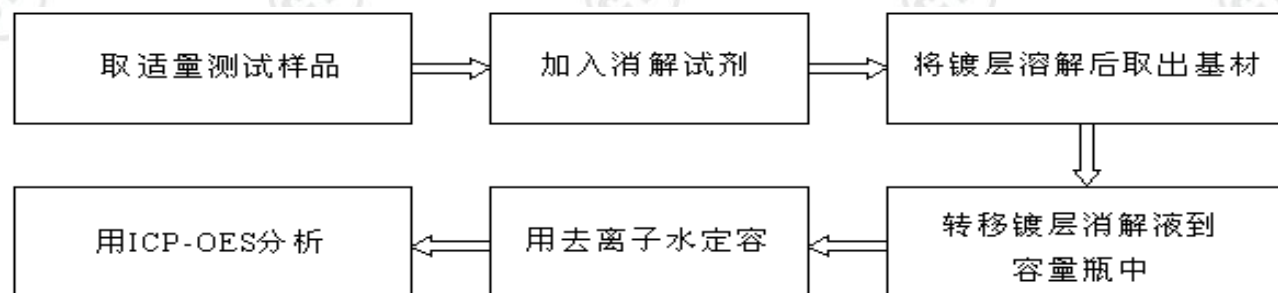 取适量测试样品
加入消解试剂
将镀层溶解后取出基材
转移镀层消解液到
容量瓶中
用去离子水定容
用ICP-OES分析